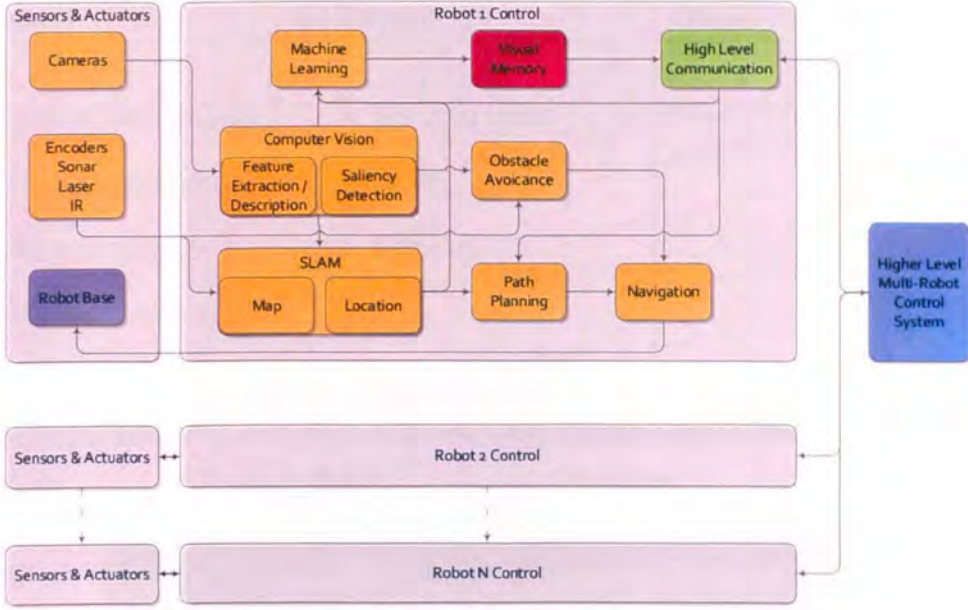 Sensors & Actuators
Robot 1 Control
Cameras
Machine
Learning
Visual
Memory
High Level
Communication
Encoders
Sonar
Laser
IR
Computer Vision
Feature
Extraction /
Description
Saliency
Detection
Obstacle
Avoicance
Robot Base
SLAM
Map
Location
Path
Planning
Navigation
Higher Level
Multi-Robot
Control
System
Sensors & Actuators
Robot 2 Control
Sensors & Actuators
Robot N Control